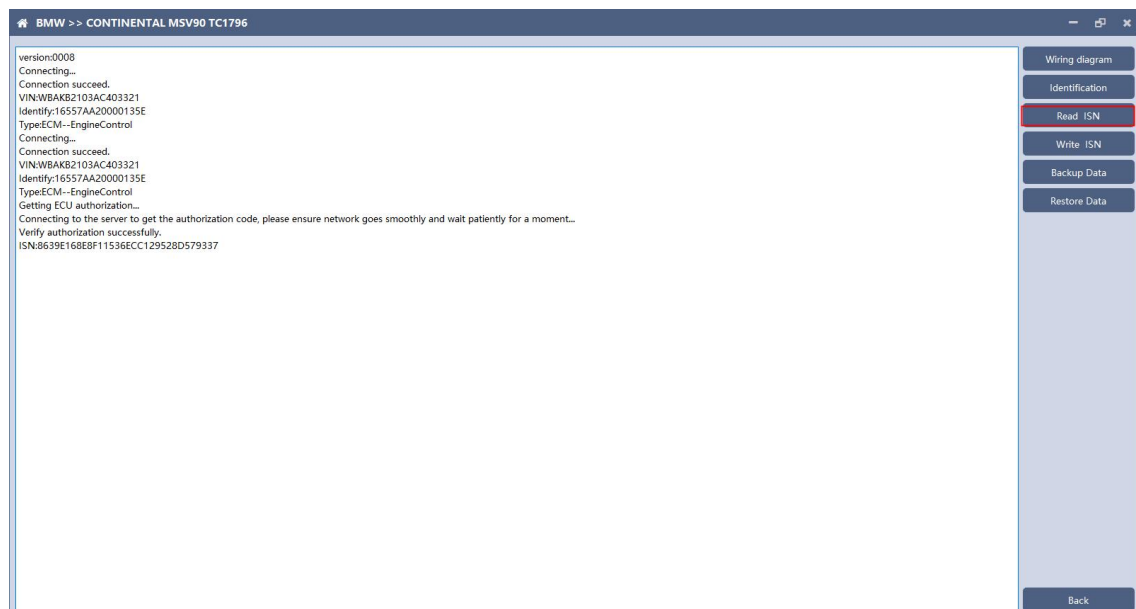 BMW >> CONTINENTAL MSV90 TC1796
version:0008
Connecting...
Connection succeed.
VIN:WBAKB2103AC403321
Identify:16557AA20000135E
Type:ECM--EngineControl
Connecting...
Connection succeed.
VIN:WBAKB2103AC403321
Identify:16557AA20000135E
Type:ECM--EngineControl
Getting ECU authorization...
Connecting to the server to get the authorization code, please ensure network goes smoothly and wait patiently for a moment...
Verify authorization successfully.
ISN:8639E168E8F11536ECC129528D579337
Wiring diagram
Identification
Read ISN
Write ISN
Backup Data
Restore Data
Back